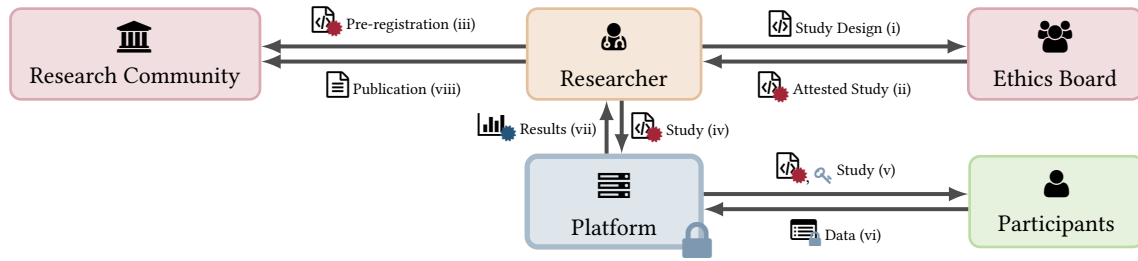 Pre-registration (iii)
Study Design (i)
Research Community
Researcher
Ethics Board
Publication (viii)
Attested Study (ii)
Results (vii)
Study (iv)
, Study (v)
Platform
Participants
Data (vi)